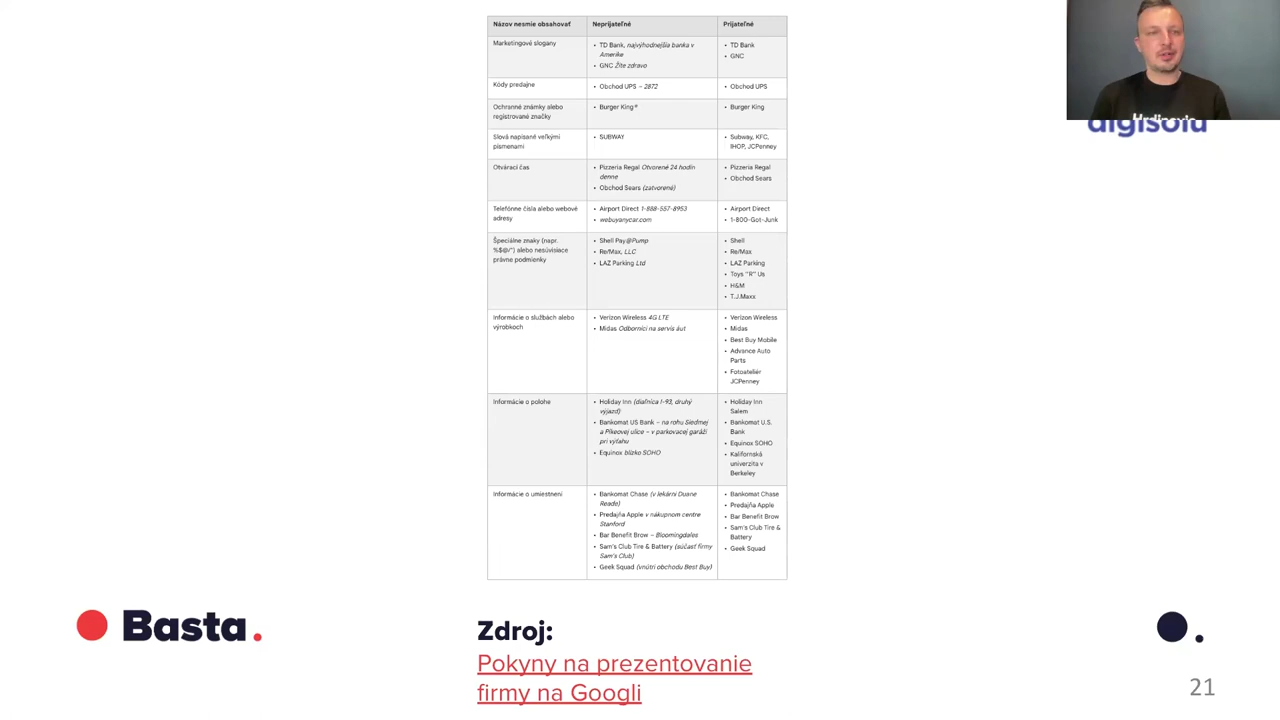 Názov nesmie obsahovať
Neprijateľné
Prijateľné
Marketingové slogany
• TD Bank, najvýhodnejšia banka v
Amerike
• GNC Žite zdravo
• TD Bank
• GNC
Kódy predajne
• Obchod UPS – 2872
• Obchod UPS
Ochranné známky alebo
registrované značky
• Burger King®
• Burger King
Slová napísané veľkými
písmenami
• SUBWAY
• Subway, KFC,
IHOP, JCPenney
Otvárací čas
• Pizzeria Regal Otvorené 24 hodín
denne
• Obchod Sears (zatvorené)
• Pizzeria Regal
• Obchod Sears
Telefónne čísla alebo webové
adresy
• Airport Direct 1-888-557-8953
• webuyanycar.com
• Airport Direct
• 1-800-Got-Junk
Špeciálne znaky (napr.
%$@/") alebo nesúvisiace
právne podmienky
• Shell Pay@Pump
• Re/Max, LLC
• LAZ Parking Ltd
• Shell
• Re/Max
• LAZ Parking
• Toys "R" Us
• H&M
• T.J.Maxx
Informácie o službách alebo
výrobkoch
• Verizon Wireless 4G LTE
• Midas Odborníci na servis áut
• Verizon Wireless
• Midas
• Best Buy Mobile
• Advance Auto
Parts
• Fotoateliér
JCPenney
Informácie o polohe
• Holiday Inn (diaľnica I-93, druhý
výjazd)
• Bankomat US Bank – na rohu Siedmej
a Pikeovej ulice – v parkovacej garáži
pri výťahu
• Equinox blízko SOHO
• Holiday Inn
Salem
• Bankomat U.S.
Bank
• Equinox SOHO
• Kalifornská
univerzita v
Berkeley
Informácie o umiestnení
• Bankomat Chase (v lekárni Duane
Reade)
• Predajňa Apple v nákupnom centre
Stanford
• Bar Benefit Brow – Bloomingdales
• Sam's Club Tire & Battery (súčasť firmy
Sam's Club)
• Geek Squad (vnútri obchodu Best Buy)
• Bankomat Chase
• Predajňa Apple
• Bar Benefit Brow
• Sam's Club Tire &
Battery
• Geek Squad
Basta.
Zdroj:
Pokyny na prezentovanie
firmy na Googli
21